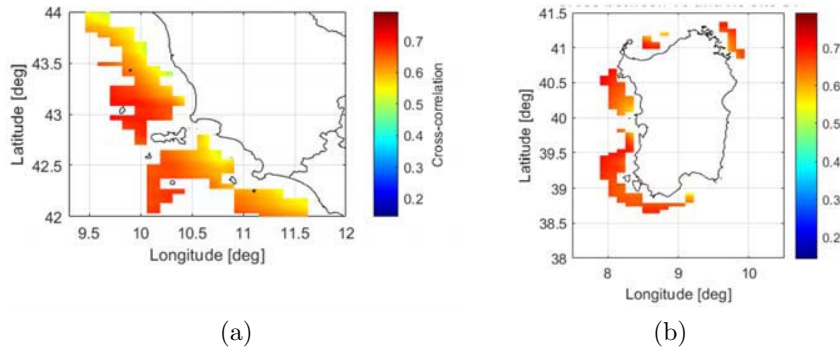 44
43.5
43
42.5
42
Latitude [deg]
9.5 10 10.5 11 11.5 12
Longitude [deg]
0.7
0.6
0.5
0.4
0.3
0.2
Cross-correlation
(a)
41.5
41
40.5
40
39.5
39
38.5
38
Latitude [deg]
8 9 10
Longitude [deg]
0.7
0.6
0.5
0.4
0.3
0.2
(b)